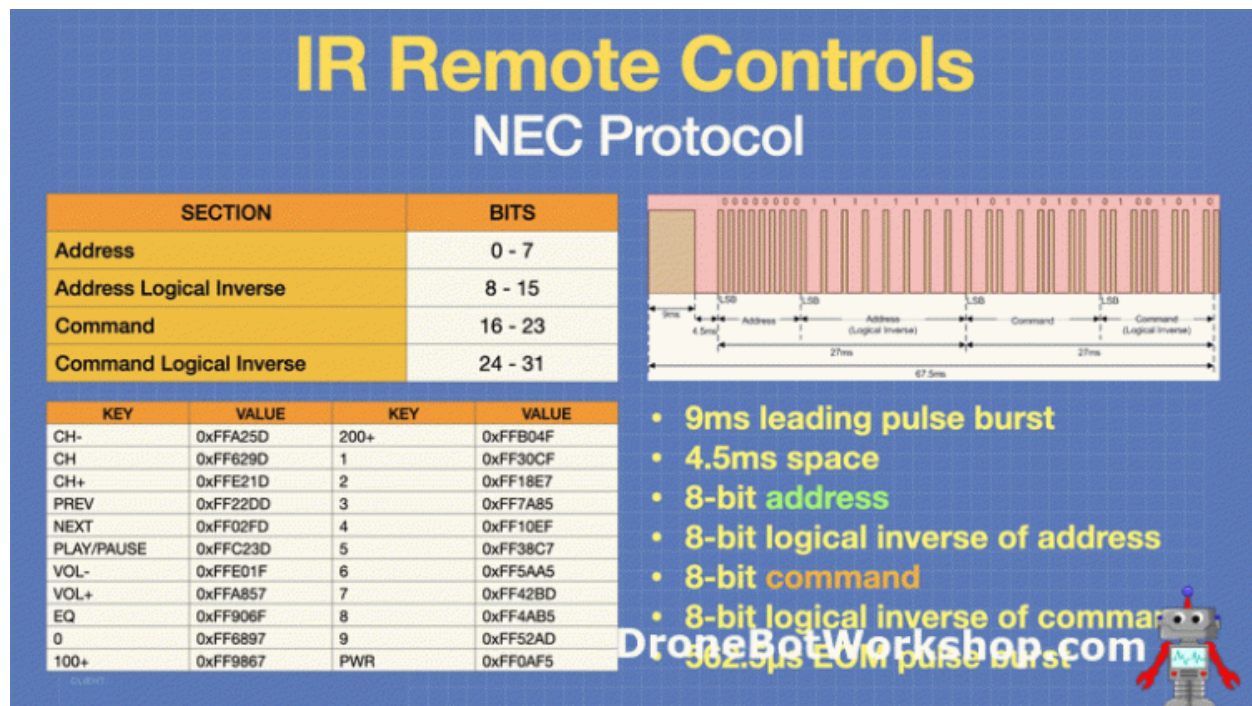 IR Remote Controls
NEC Protocol
SECTION BITS
Address 0 - 7
Address Logical Inverse 8 - 15
Command 16 - 23
Command Logical Inverse 24 - 31
KEY VALUE KEY VALUE
CH- 0xFFA25D 200+ 0xFFB04F
CH 0xFF629D 1 0xFF30CF
CH+ 0xFFE21D 2 0xFF18E7
PREV 0xFF22DD 3 0xFF7A85
NEXT 0xFF02FD 4 0xFF10EF
PLAY/PAUSE 0xFFC23D 5 0xFF38C7
VOL- 0xFFE01F 6 0xFF5AA5
VOL+ 0xFFA857 7 0xFF42BD
EQ 0xFF906F 8 0xFF4AB5
0 0xFF6897 9 0xFF52AD
100+ 0xFF9867 PWR 0xFF0AF5
0 0 0 0 0 0 0 0 1 1 1 1 1 1 1 1 1 0 1 1 0 1 0 1 0 1 0 0 1 0 1 0
LSB LSB LSB LSB
9ms 4.5ms Address Address Command Command
(Logical Inverse) (Logical Inverse)
27ms 27ms
67.5ms
• 9ms leading pulse burst
• 4.5ms space
• 8-bit address
• 8-bit logical inverse of address
• 8-bit command
• 8-bit logical inverse of comman
• 562.5µs EOM pulse burst
DroneBotWorkshop.com